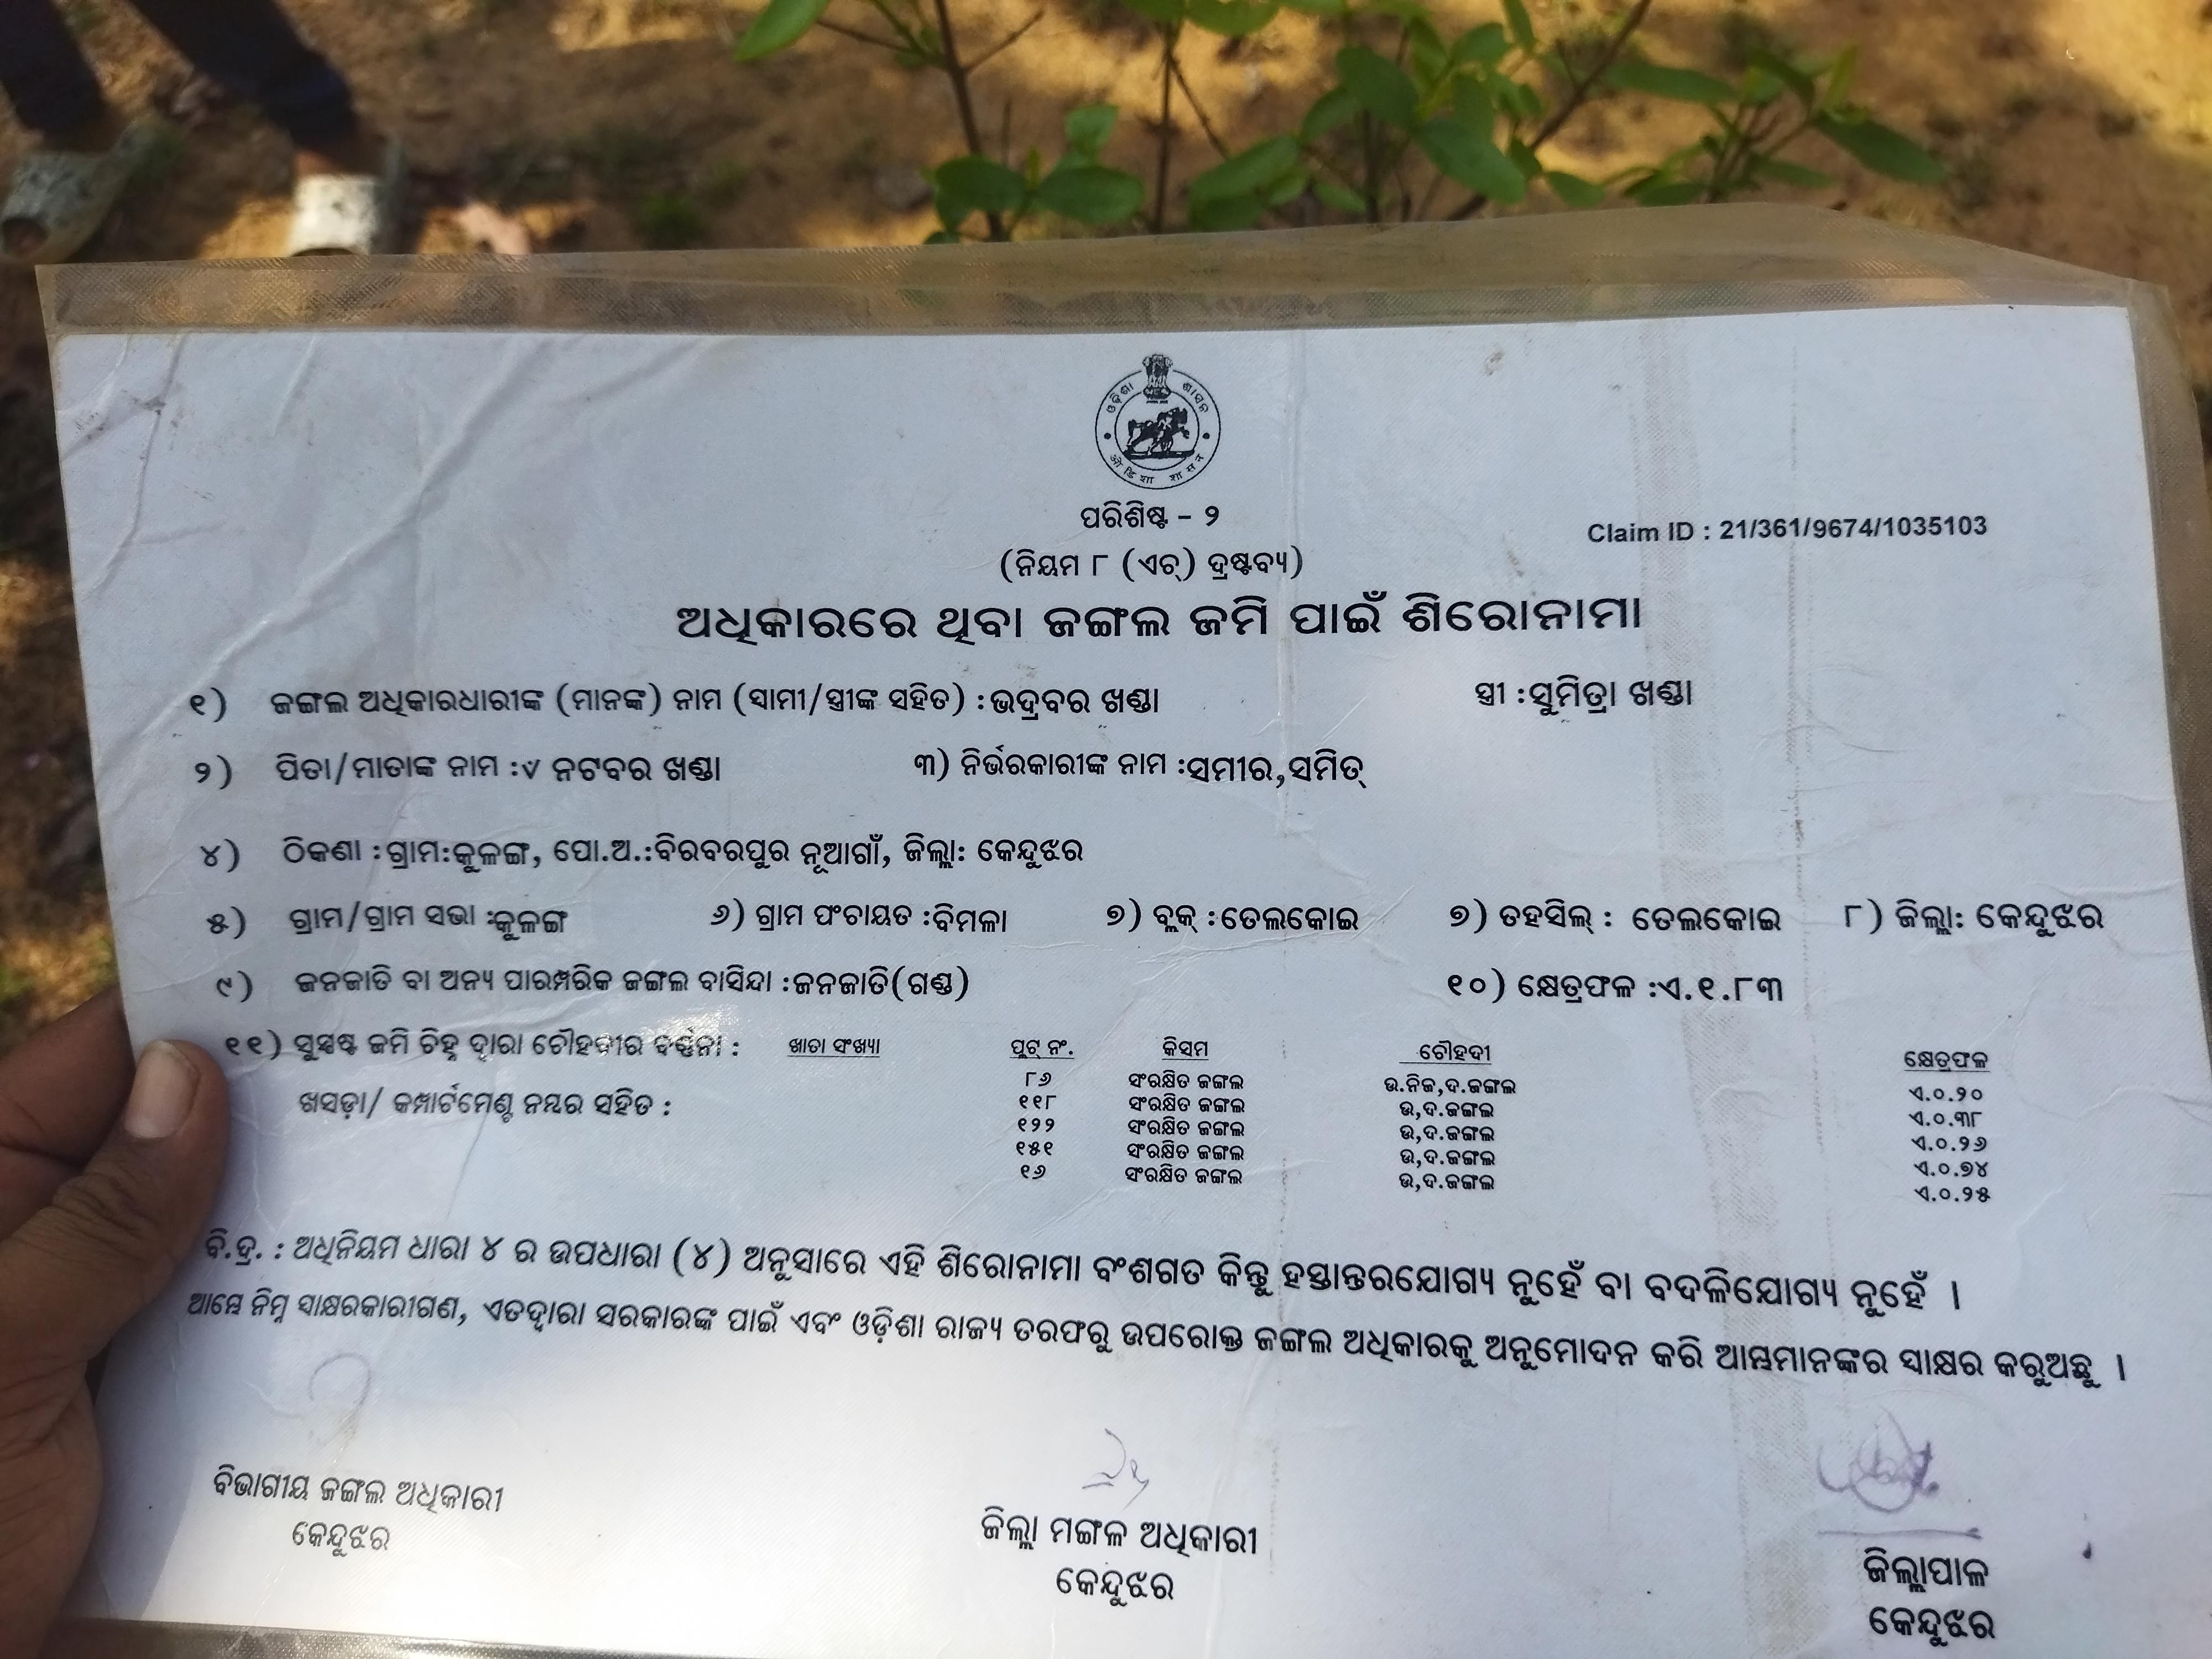 ଓଡ଼ିଶା ଶାସନ
ओडिशा शासन
ପରିଶିଷ୍ଟ - ୨
Claim ID : 21/361/9674/1035103
(ନିୟମ ୮ (ଏଚ୍) ଦ୍ରଷ୍ଟବ୍ୟ)
ଅଧିକାରରେ ଥିବା ଜଙ୍ଗଲ ଜମି ପାଇଁ ଶିରୋନାମା
୧) ଜଙ୍ଗଲ ଅଧିକାରଧାରୀଙ୍କ (ମାନଙ୍କ) ନାମ (ସ୍ୱାମୀ/ସ୍ତ୍ରୀଙ୍କ ସହିତ) :ଭଦ୍ରବର ଖଣ୍ଡା ସ୍ତ୍ରୀ :ସୁମିତ୍ରା ଖଣ୍ଡା
୨) ପିତା/ମାତାଙ୍କ ନାମ :୪ ନଟବର ଖଣ୍ଡା ୩) ନିର୍ଭରକାରୀଙ୍କ ନାମ :ସମୀର,ସମିତ୍
୪) ଠିକଣା :ଗ୍ରାମ:କୁଳଙ୍ଗ, ପୋ.ଅ.:ବିରବରପୁର ନୂଆଗାଁ, ଜିଲ୍ଲା: କେନ୍ଦୁଝର
୫) ଗ୍ରାମ/ଗ୍ରାମ ସଭା :କୁଳଙ୍ଗ ୬) ଗ୍ରାମ ପଂଚାୟତ :ବିମଳା ୭) ବ୍ଲକ୍ :ତେଲକୋଇ ୭) ତହସିଲ୍ : ତେଲକୋଇ ୮) ଜିଲ୍ଲା: କେନ୍ଦୁଝର
୯) ଜନଜାତି ବା ଅନ୍ୟ ପାରମ୍ପରିକ ଜଙ୍ଗଲ ବାସିନ୍ଦା :ଜନଜାତି(ଗଣ୍ଡ) ୧୦) କ୍ଷେତ୍ରଫଳ :ଏ.୧.୮୩
୧୧) ସୁସ୍ପଷ୍ଟ ଜମି ଚିହ୍ନ ଦ୍ୱାରା ଚୌହଦୀର ବର୍ଣ୍ଣନା : ଖାତା ସଂଖ୍ୟା ପ୍ଲଟ୍ ନଂ. କିସମ ଚୌହଦୀ କ୍ଷେତ୍ରଫଳ
ଖସଡ଼ା/ କମ୍ପାର୍ଟମେଣ୍ଟ ନମ୍ବର ସହିତ :
୮୬ ସଂରକ୍ଷିତ ଜଙ୍ଗଲ ଉ.ନିଜ,ଦ.ଜଙ୍ଗଲ ଏ.୦.୨୦
୧୧୮ ସଂରକ୍ଷିତ ଜଙ୍ଗଲ ଉ,ଦ.ଜଙ୍ଗଲ ଏ.୦.୩୮
୧୨୨ ସଂରକ୍ଷିତ ଜଙ୍ଗଲ ଉ,ଦ.ଜଙ୍ଗଲ ଏ.୦.୨୬
୧୫୧ ସଂରକ୍ଷିତ ଜଙ୍ଗଲ ଉ,ଦ.ଜଙ୍ଗଲ ଏ.୦.୭୪
୧୬ ସଂରକ୍ଷିତ ଜଙ୍ଗଲ ଉ,ଦ.ଜଙ୍ଗଲ ଏ.୦.୨୫
ବି.ଦ୍ର. : ଅଧିନିୟମ ଧାରା ୪ ର ଉପଧାରା (୪) ଅନୁସାରେ ଏହି ଶିରୋନାମା ବଂଶଗତ କିନ୍ତୁ ହସ୍ତାନ୍ତରଯୋଗ୍ୟ ନୁହେଁ ବା ବଦଳିଯୋଗ୍ୟ ନୁହେଁ ।
ଆମ୍ଭେ ନିମ୍ନ ସାକ୍ଷରକାରୀଗଣ, ଏତଦ୍ୱାରା ସରକାରଙ୍କ ପାଇଁ ଏବଂ ଓଡ଼ିଶା ରାଜ୍ୟ ତରଫରୁ ଉପରୋକ୍ତ ଜଙ୍ଗଲ ଅଧିକାରକୁ ଅନୁମୋଦନ କରି ଆମ୍ଭମାନଙ୍କର ସ୍ୱାକ୍ଷର କରୁଅଛୁ ।
ବିଭାଗୀୟ ଜଙ୍ଗଲ ଅଧିକାରୀ
କେନ୍ଦୁଝର
ଜିଲ୍ଲା ମଙ୍ଗଳ ଅଧିକାରୀ
କେନ୍ଦୁଝର
ଜିଲ୍ଲାପାଳ
କେନ୍ଦୁଝର